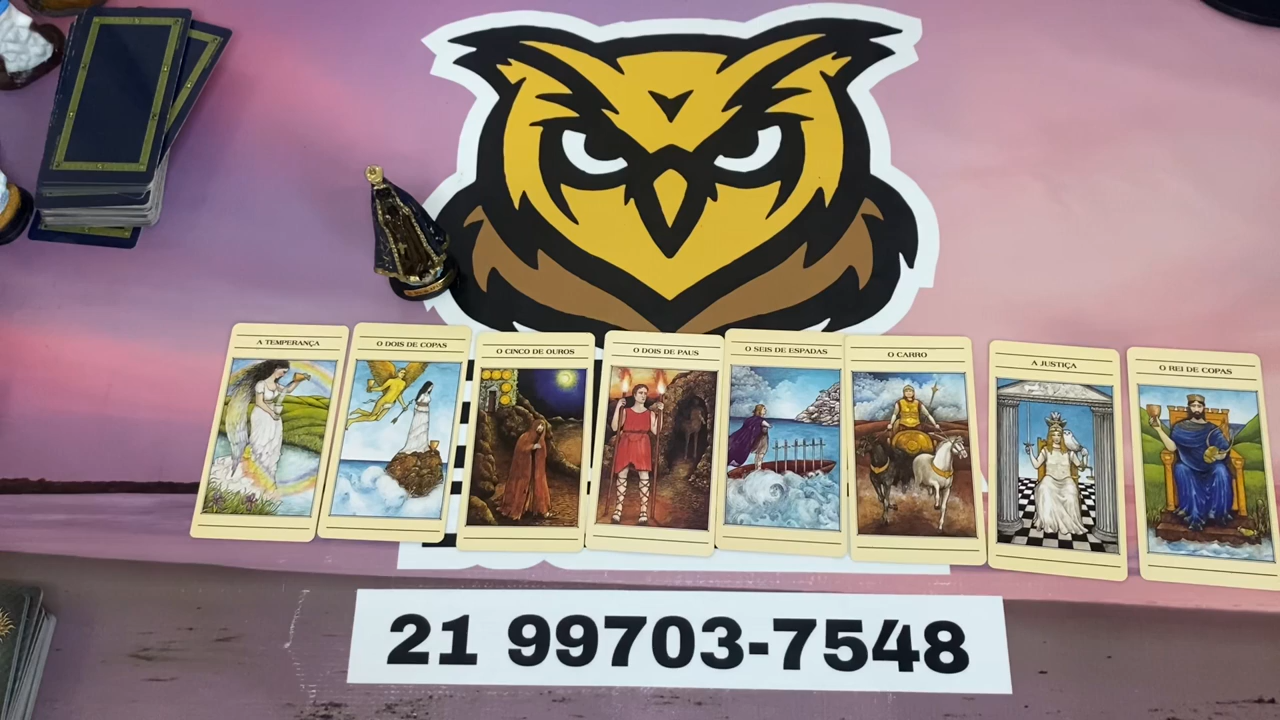 A TEMPERANÇA
O DOIS DE COPAS
O CINCO DE OUROS
O DOIS DE PAUS
O SEIS DE ESPADAS
O CARRO
A JUSTIÇA
O REI DE COPAS
21 99703-7548